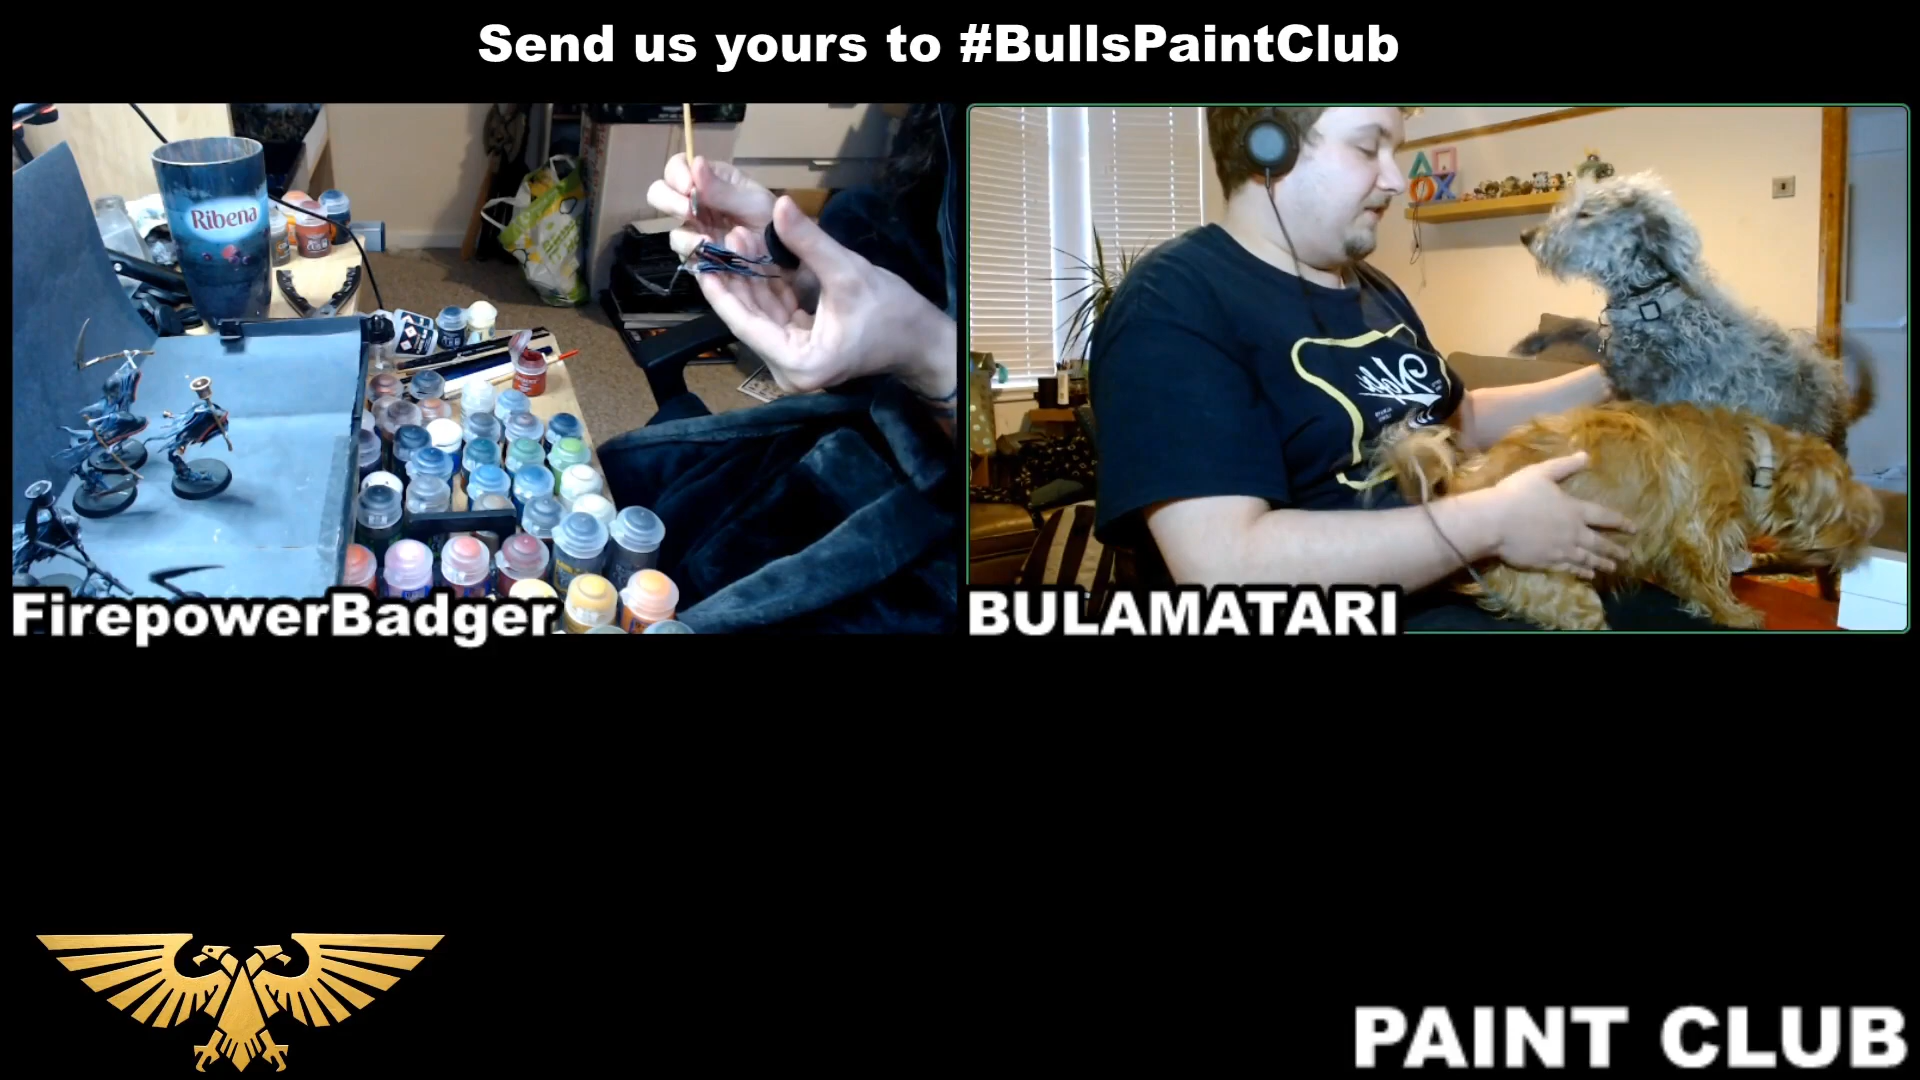 Send us yours to #BullsPaintClub
Ribena
FirepowerBadger
BULAMATARI
PAINT CLUB